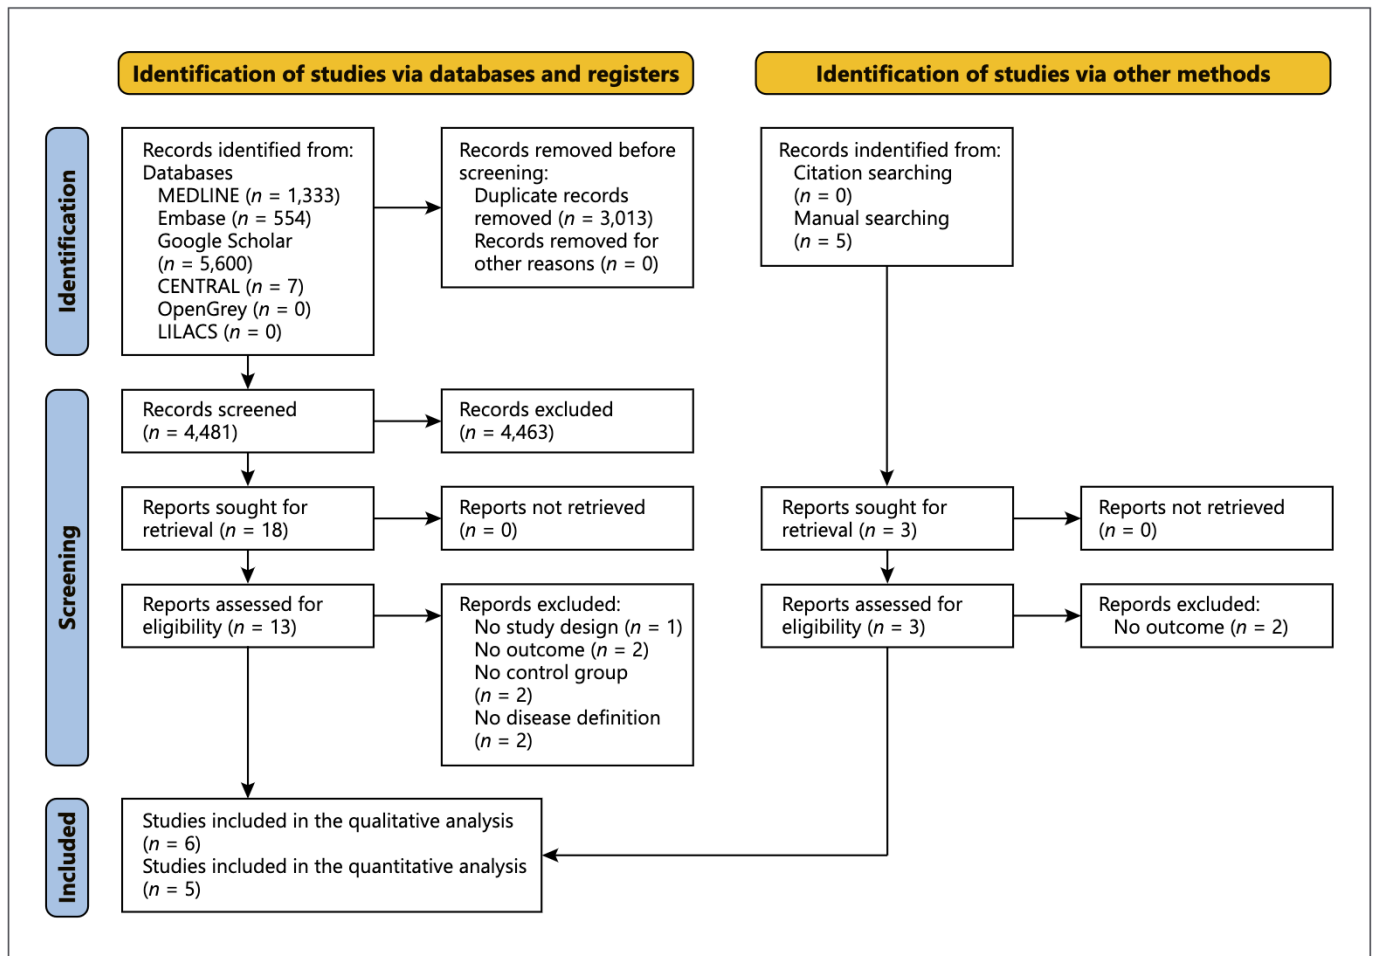 Identification of studies via databases and registers
Identification of studies via other methods
Identification
Records identified from:
Databases
MEDLINE (n = 1,333)
Embase (n = 554)
Google Scholar
(n = 5,600)
CENTRAL (n = 7)
OpenGrey (n = 0)
LILACS (n = 0)
Records removed before
screening:
Duplicate records
removed (n = 3,013)
Records removed for
other reasons (n = 0)
Records indentified from:
Citation searching
(n = 0)
Manual searching
(n = 5)
Screening
Records screened
(n = 4,481)
Records excluded
(n = 4,463)
Reports sought for
retrieval (n = 18)
Reports not retrieved
(n = 0)
Reports sought for
retrieval (n = 3)
Reports not retrieved
(n = 0)
Reports assessed for
eligibility (n = 13)
Reports excluded:
No study design (n = 1)
No outcome (n = 2)
No control group
(n = 2)
No disease definition
(n = 2)
Reports assessed for
eligibility (n = 3)
Reports excluded:
No outcome (n = 2)
Included
Studies included in the qualitative analysis
(n = 6)
Studies included in the quantitative analysis
(n = 5)